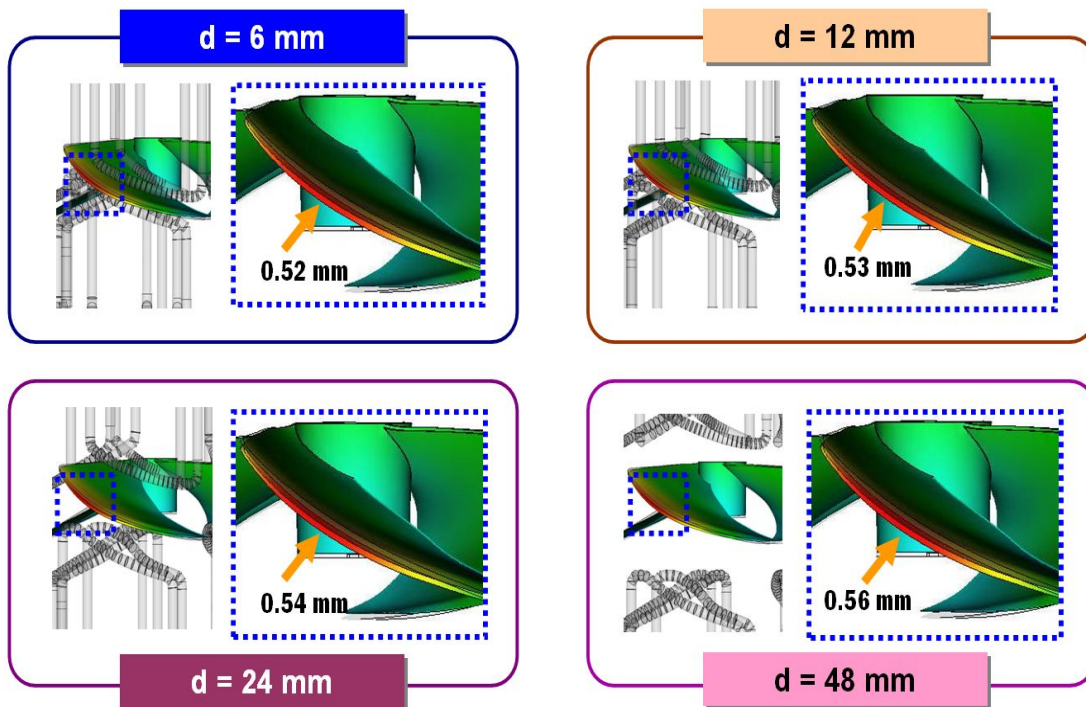 d = 6 mm
0.52 mm
d = 12 mm
0.53 mm
0.54 mm
d = 24 mm
0.56 mm
d = 48 mm